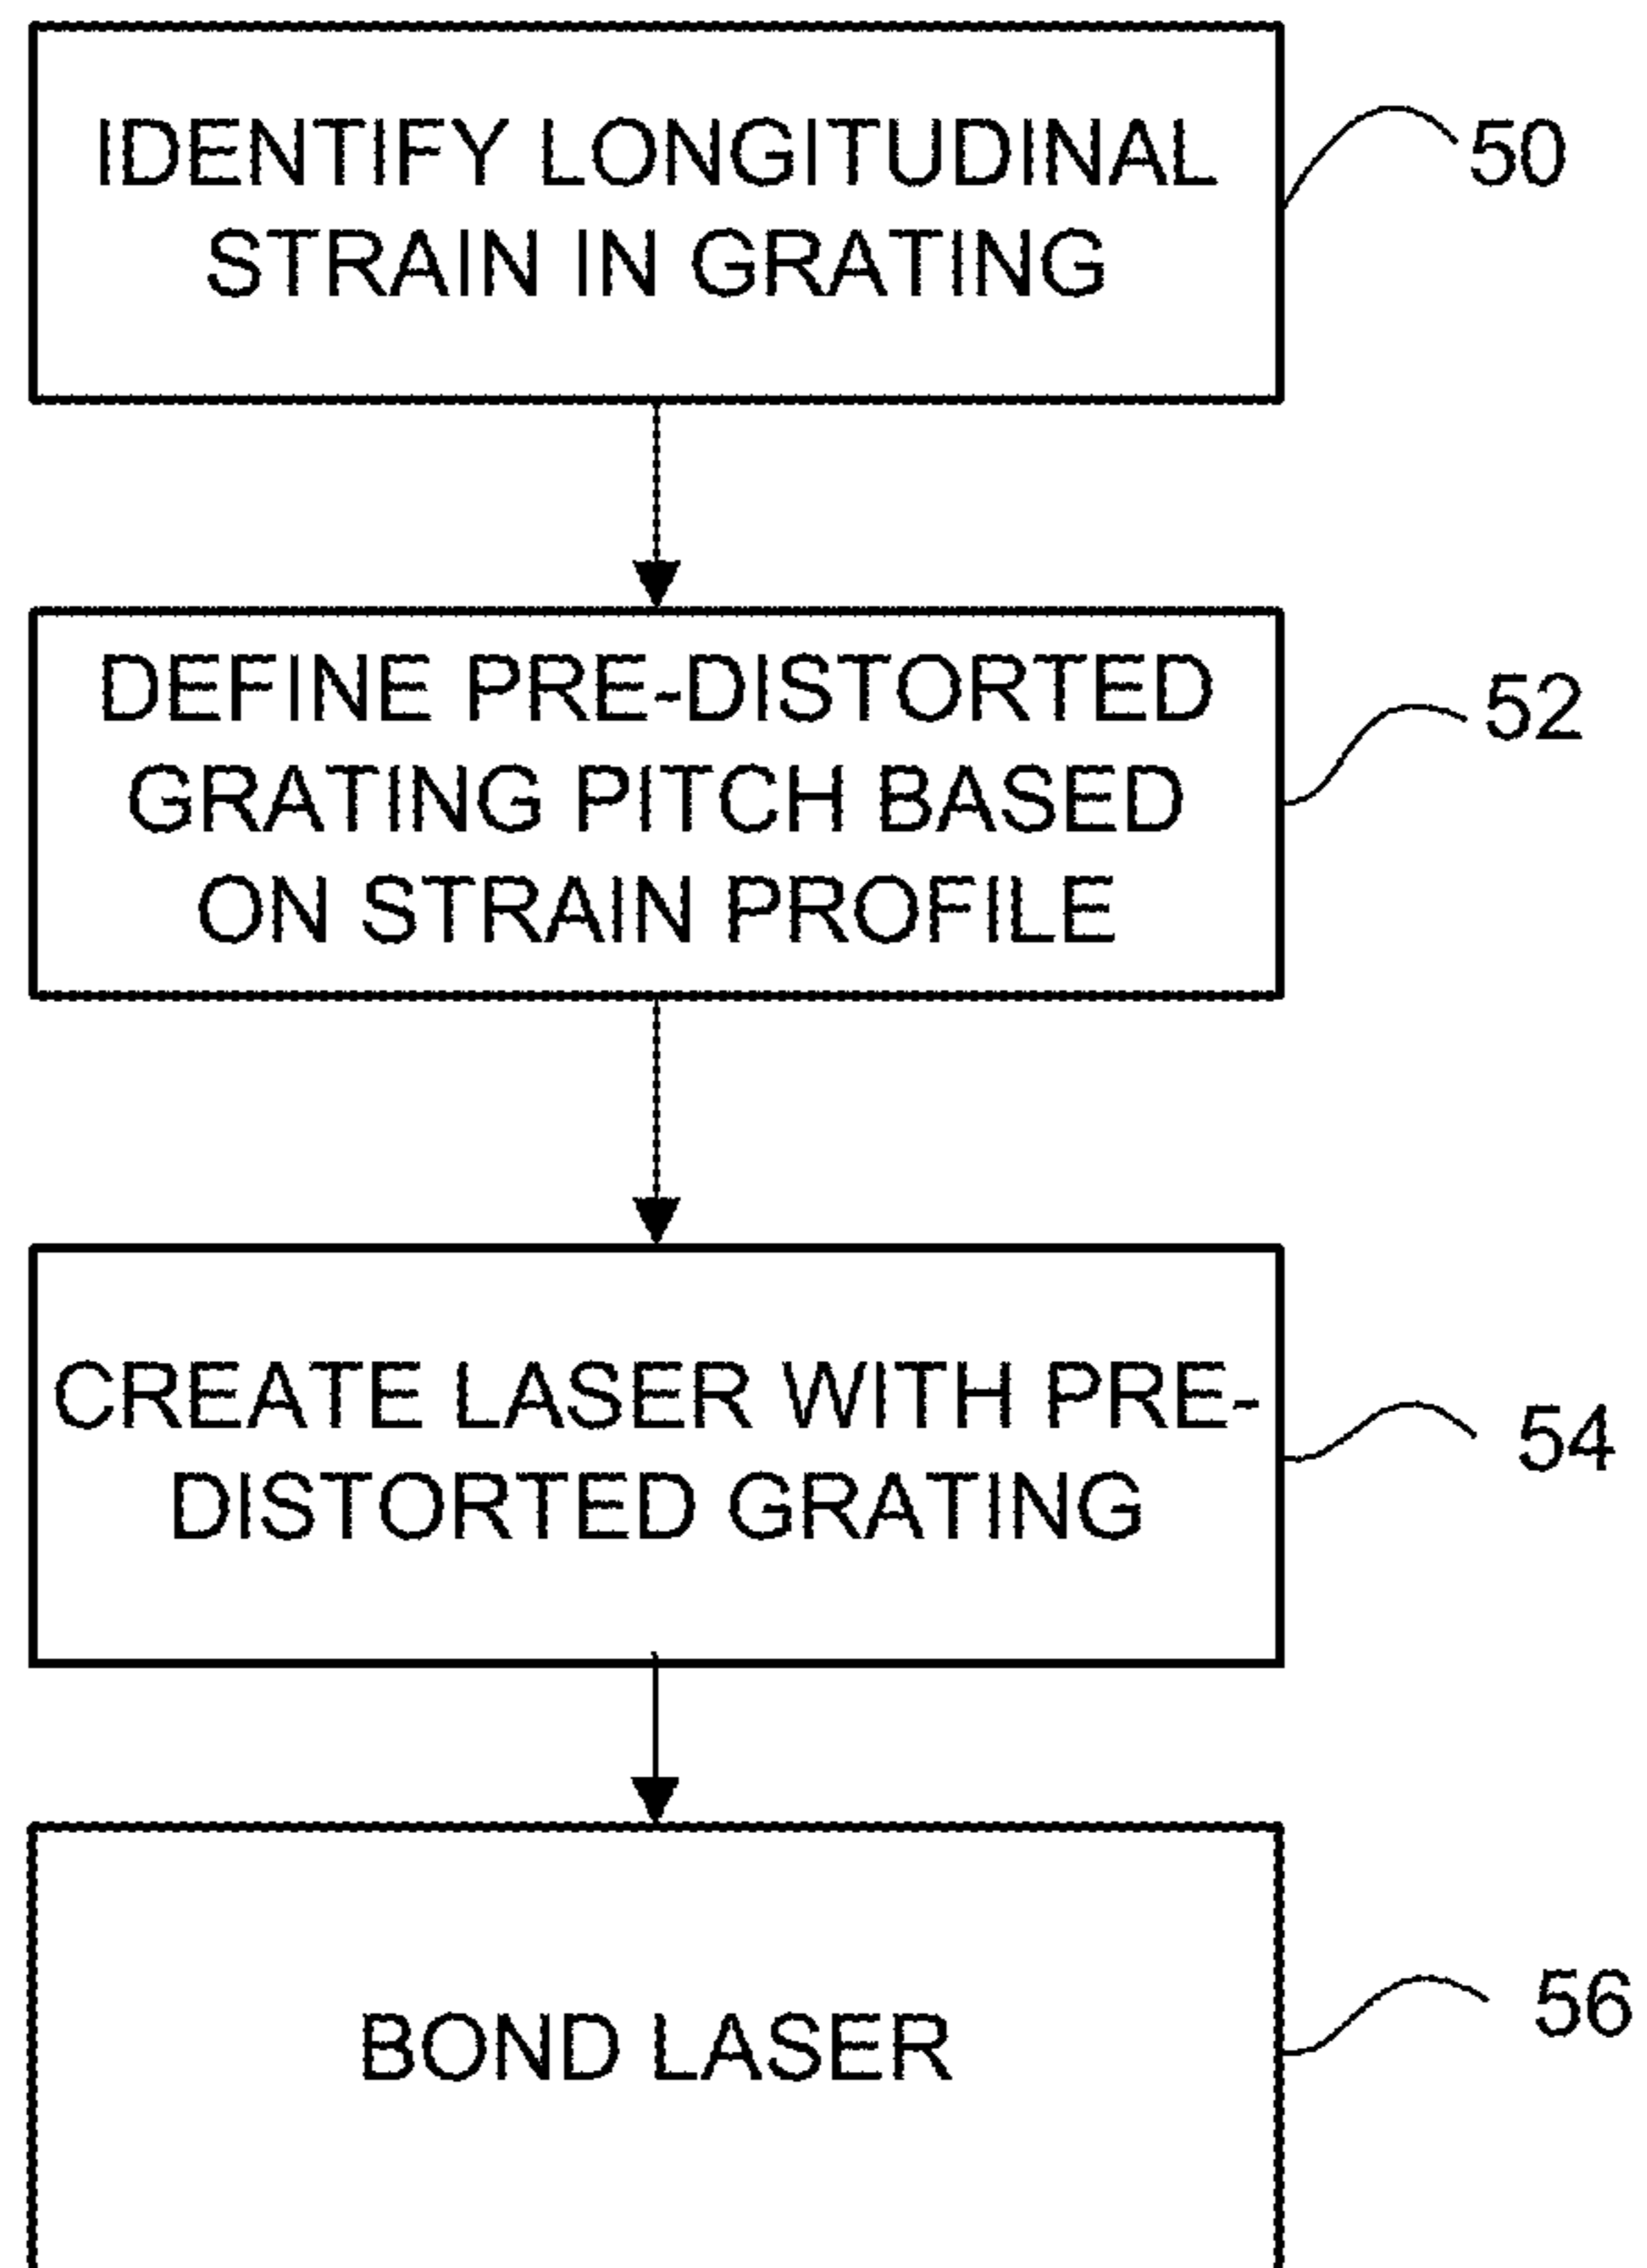 IDENTIFY LONGITUDINAL
STRAIN IN GRATING
50
DEFINE PRE-DISTORTED
GRATING PITCH BASED
ON STRAIN PROFILE
52
CREATE LASER WITH PRE-
DISTORTED GRATING
54
BOND LASER
56